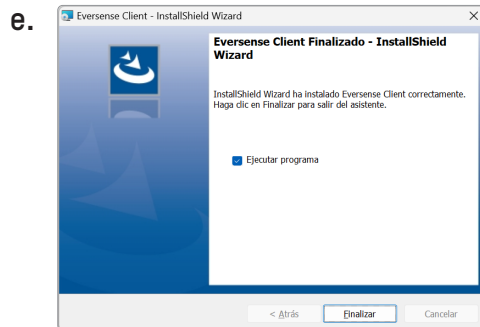 e.
Eversense Client - InstallShield Wizard
Eversense Client Finalizado - InstallShield
Wizard
InstallShield Wizard ha instalado Eversense Client correctamente.
Haga clic en Finalizar para salir del asistente.
Ejecutar programa
< Atrás Finalizar Cancelar